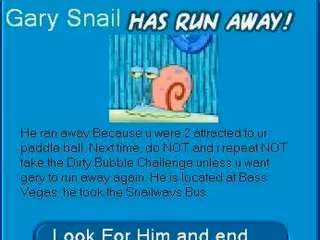 Gary Snail HAS RUN AWAY!
He ran away Because u were 2 attracted to ur
paddle ball. Next time, do NOT and i repeat NOT
take the Dirty Bubble Challenge unless u want
gary to run away again. He is located at Bass
Vegas, he took the Snailways Bus.
Look For Him and end